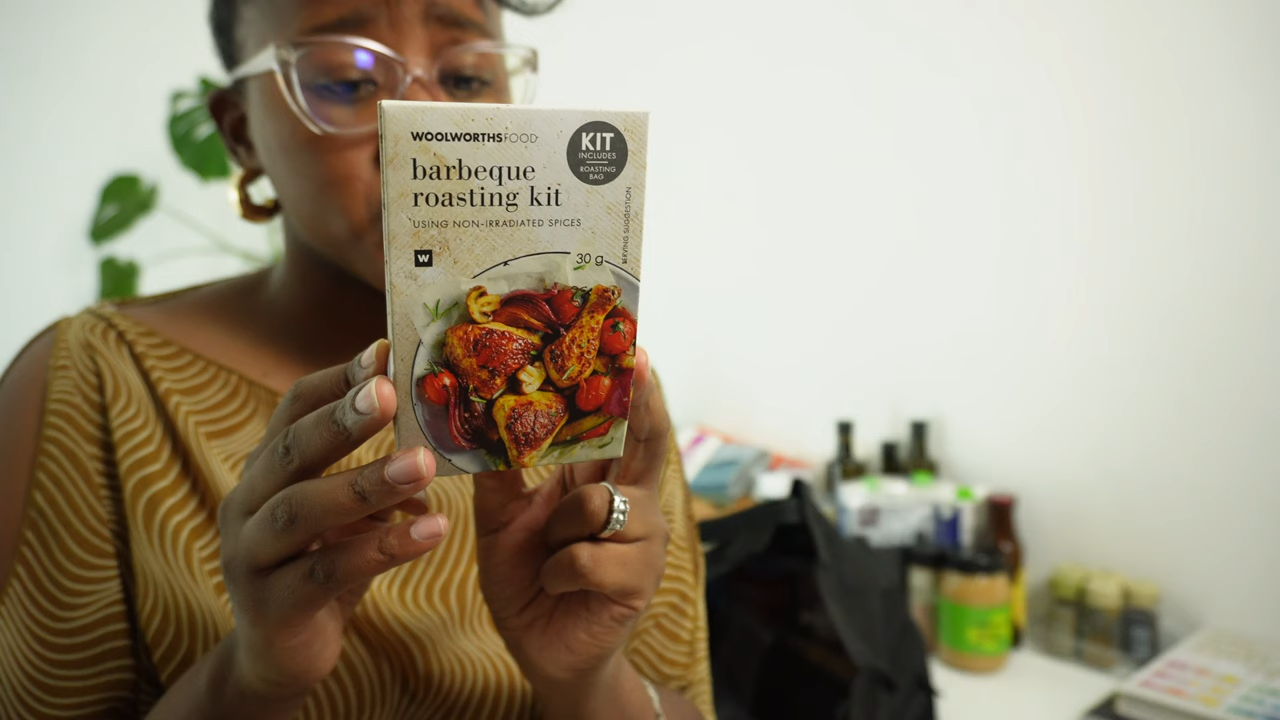 WOOLWORTHSFOOD
barbeque
roasting kit
USING NON-IRRADIATED SPICES
KIT
INCLUDES
ROASTING
BAG
SERVING SUGGESTION
W
30 g